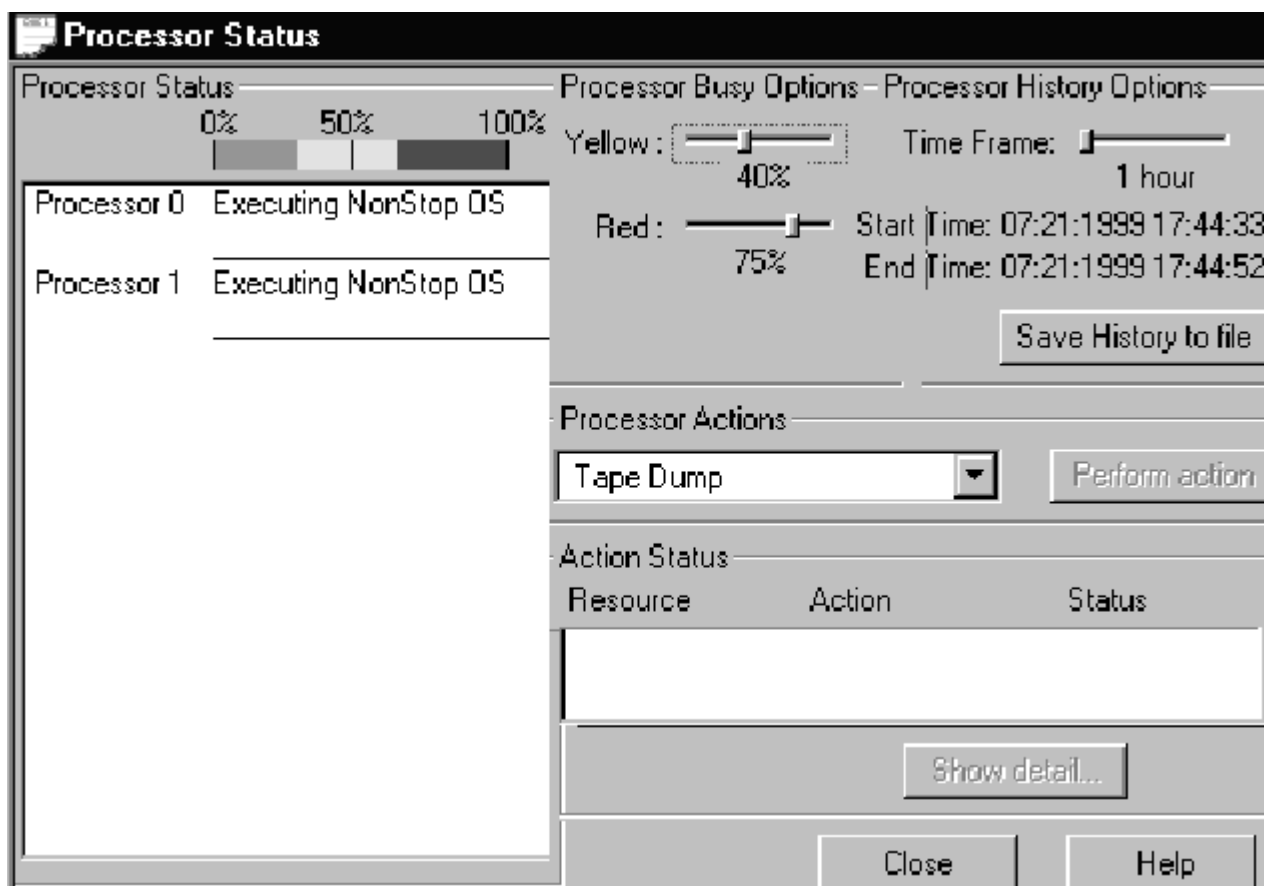 Processor Status
Processor Status
0% 50% 100%
Processor 0 Executing NonStop OS
Processor 1 Executing NonStop OS
Processor Busy Options
Yellow :
40%
Red :
75%
Processor History Options
Time Frame:
1 hour
Start Time: 07:21:1999 17:44:33
End Time: 07:21:1999 17:44:52
Save History to file
Processor Actions
Tape Dump
Perform action
Action Status
Resource Action Status
Show detail...
Close
Help